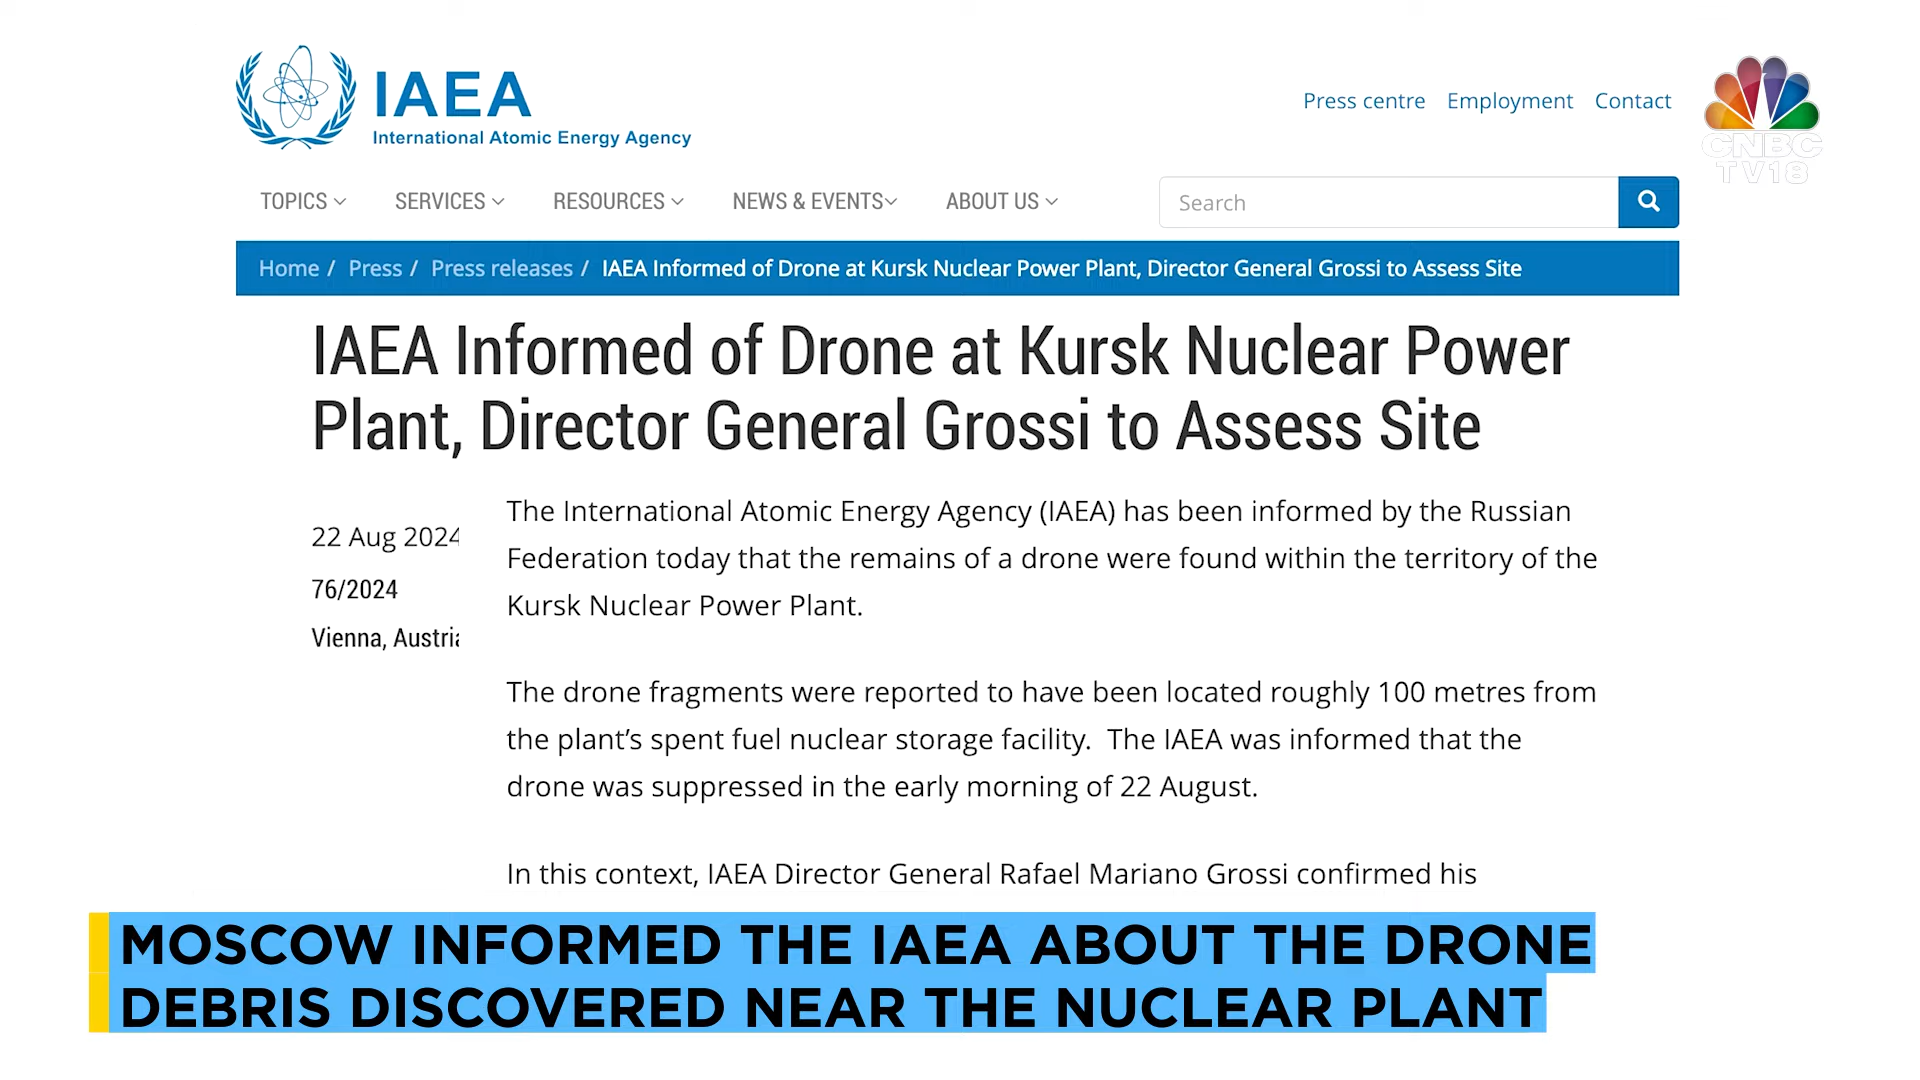 IAEA
International Atomic Energy Agency
Press centre Employment Contact
CNBC
TV18
TOPICS SERVICES RESOURCES NEWS & EVENTS ABOUT US Search
Home / Press / Press releases / IAEA Informed of Drone at Kursk Nuclear Power Plant, Director General Grossi to Assess Site
IAEA Informed of Drone at Kursk Nuclear Power
Plant, Director General Grossi to Assess Site
22 Aug 2024
76/2024
Vienna, Austria
The International Atomic Energy Agency (IAEA) has been informed by the Russian
Federation today that the remains of a drone were found within the territory of the
Kursk Nuclear Power Plant.
The drone fragments were reported to have been located roughly 100 metres from
the plant’s spent fuel nuclear storage facility. The IAEA was informed that the
drone was suppressed in the early morning of 22 August.
In this context, IAEA Director General Rafael Mariano Grossi confirmed his
MOSCOW INFORMED THE IAEA ABOUT THE DRONE
DEBRIS DISCOVERED NEAR THE NUCLEAR PLANT